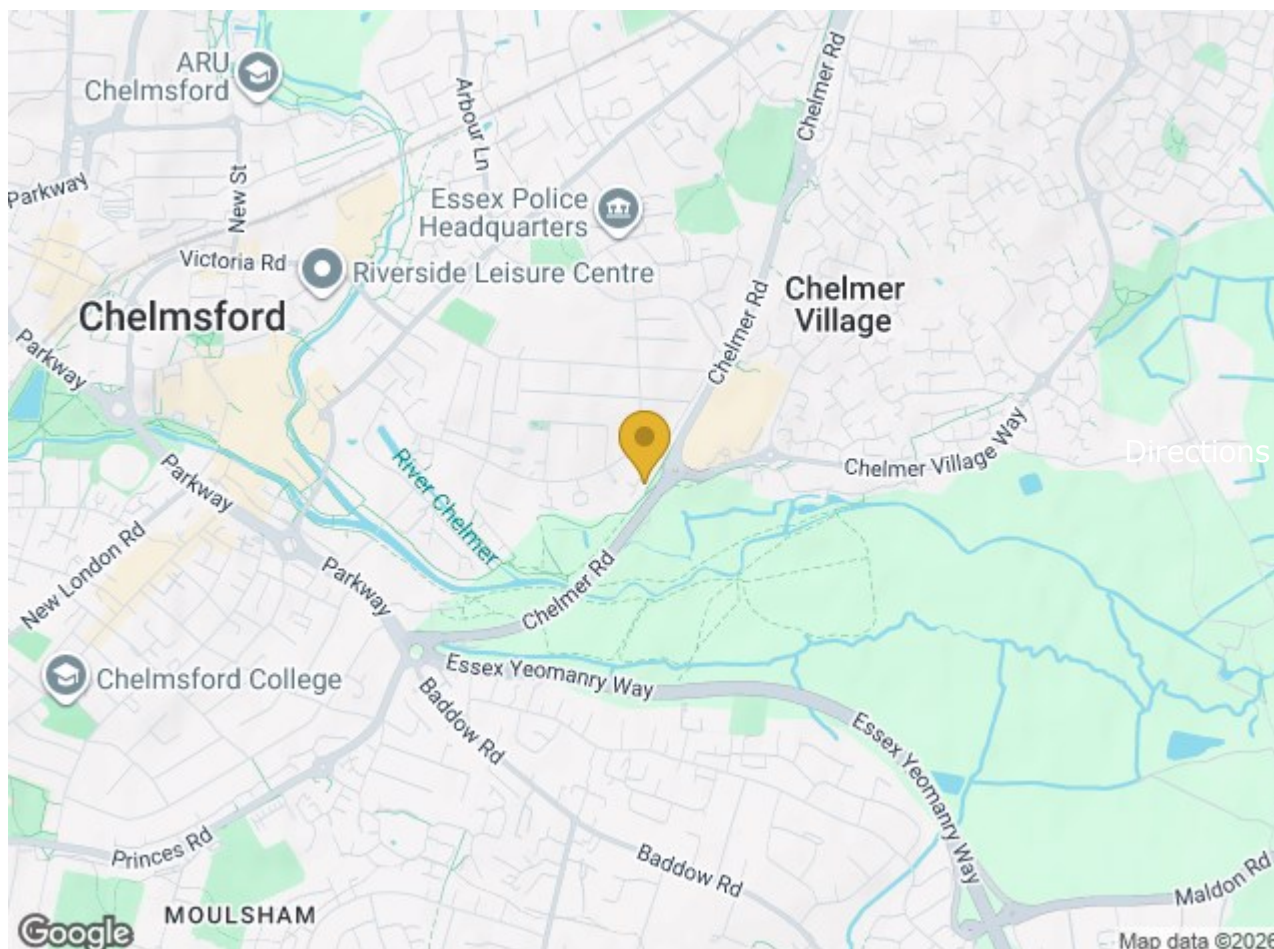 ARU
Chelmsford
Arbour Ln
Chelmer Rd
Parkway
New St
Essex Police
Headquarters
Victoria Rd
Riverside Leisure Centre
Chelmsford
Chelmer
Village
Chelmer Rd
Parkway
Directions
Chelmer Village Way
River Chelmer
Parkway
New London Rd
Parkway
Chelmer Rd
Essex Yeomanry Way
Chelmsford College
Baddow Rd
Essex Yeomanry Way
Princes Rd
Baddow Rd
Maldon Rd
MOULSHAM
Google
Map data ©2026